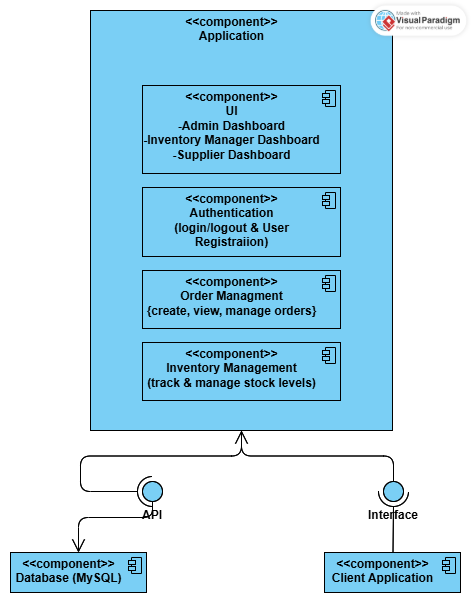 Made with
Visual Paradigm
For non-commercial use
<<component>>
Application
<<component>>
UI
-Admin Dashboard
-Inventory Manager Dashboard
-Supplier Dashboard
<<component>>
Authentication
(login/logout & User
Registraiion)
<<component>>
Order Managment
{create, view, manage orders}
<<component>>
Inventory Management
(track & manage stock levels)
API
Interface
<<component>>
Database (MySQL)
<<component>>
Client Application